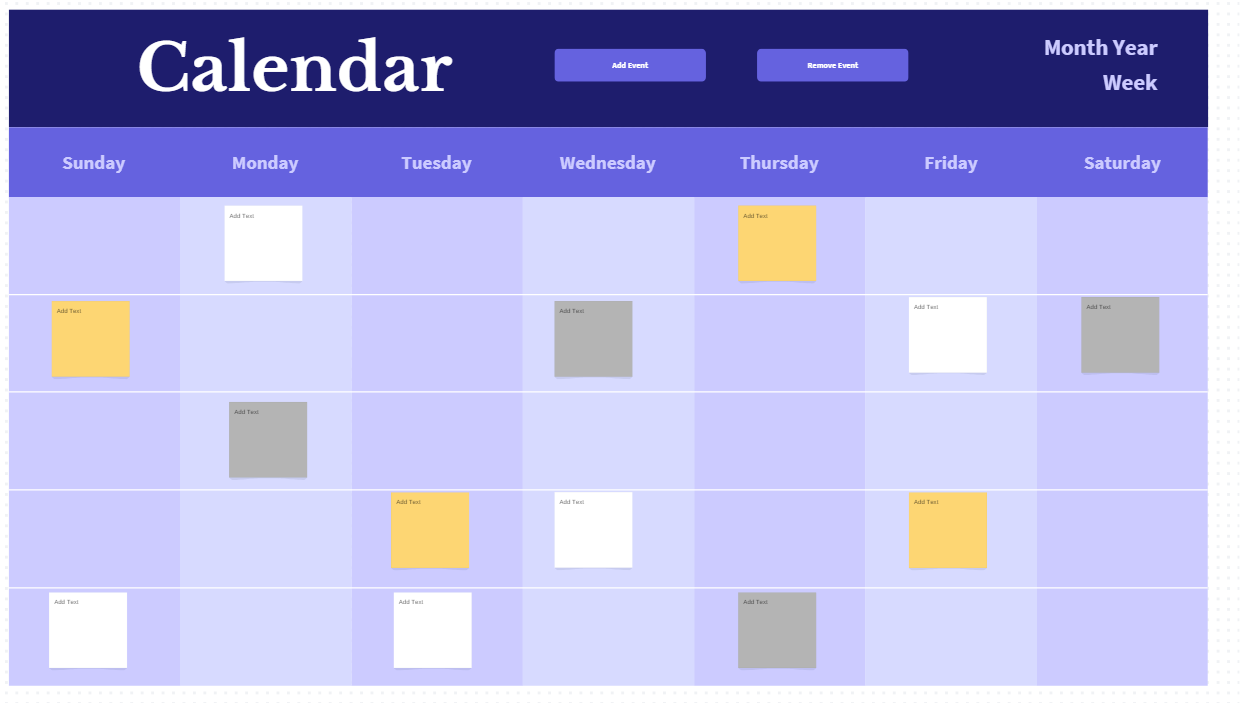 Calendar
Add Event
Remove Event
Month Year
Week
Sunday
Monday
Tuesday
Wednesday
Thursday
Friday
Saturday
Add Text
Add Text
Add Text
Add Text
Add Text
Add Text
Add Text
Add Text
Add Text
Add Text
Add Text
Add Text
Add Text